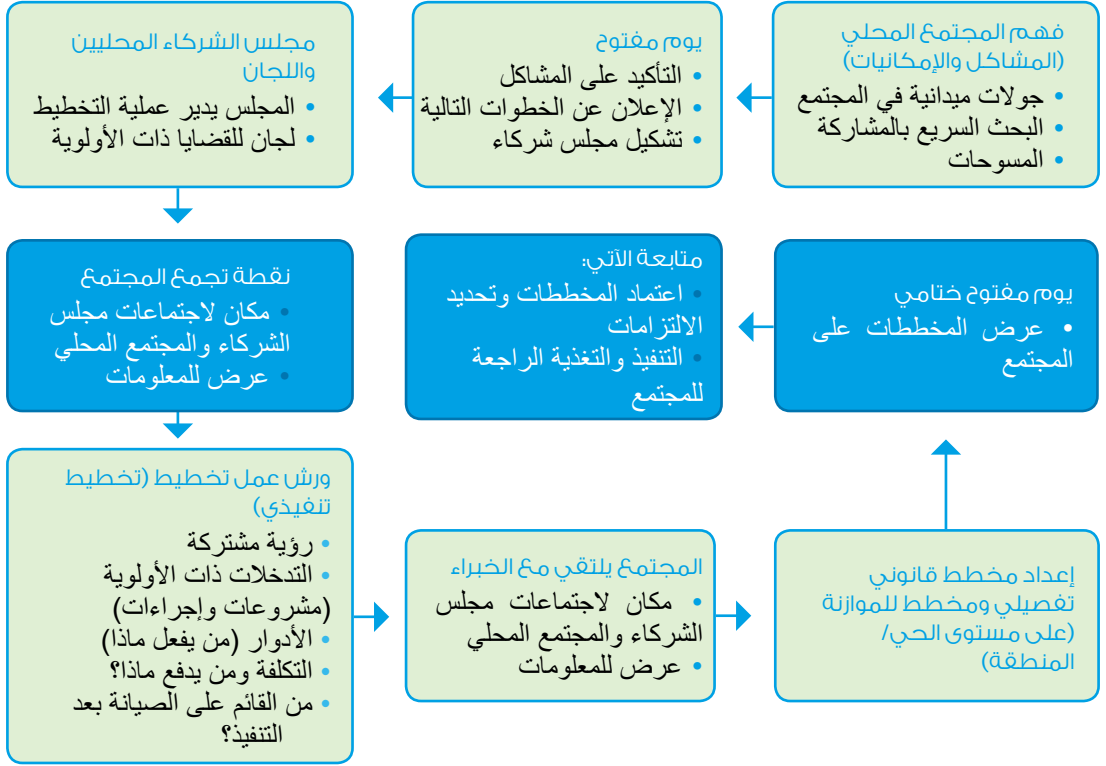 فهم المجتمع المحلي
(المشاكل والإمكانيات)
• جولات ميدانية في المجتمع
• البحث السريع بالمشاركة
• المسوحات
يوم مفتوح
• التأكيد على المشاكل
• الإعلان عن الخطوات التالية
• تشكيل مجلس شركاء
مجلس الشركاء المحليين
واللجان
• المجلس يدير عملية التخطيط
• لجان للقضايا ذات الأولوية
نقطة تجمع المجتمع
• مكان لاجتماعات مجلس
الشركاء والمجتمع المحلي
• عرض للمعلومات
ورش عمل تخطيط (تخطيط
تنفيذي)
• رؤية مشتركة
• التدخلات ذات الأولوية
(مشروعات وإجراءات)
• الأدوار (من يفعل ماذا)
• التكلفة ومن يدفع ماذا؟
• من القائم على الصيانة بعد
التنفيذ؟
المجتمع يلتقي مع الخبراء
• مكان لاجتماعات مجلس
الشركاء والمجتمع المحلي
• عرض للمعلومات
إعداد مخطط قانوني
تفصيلي ومخطط للموازنة
(على مستوى الحي/
المنطقة)
يوم مفتوح ختامي
• عرض المخططات على
المجتمع
متابعة الآتي:
• اعتماد المخططات وتحديد
الالتزامات
• التنفيذ والتغذية الراجعة
للمجتمع